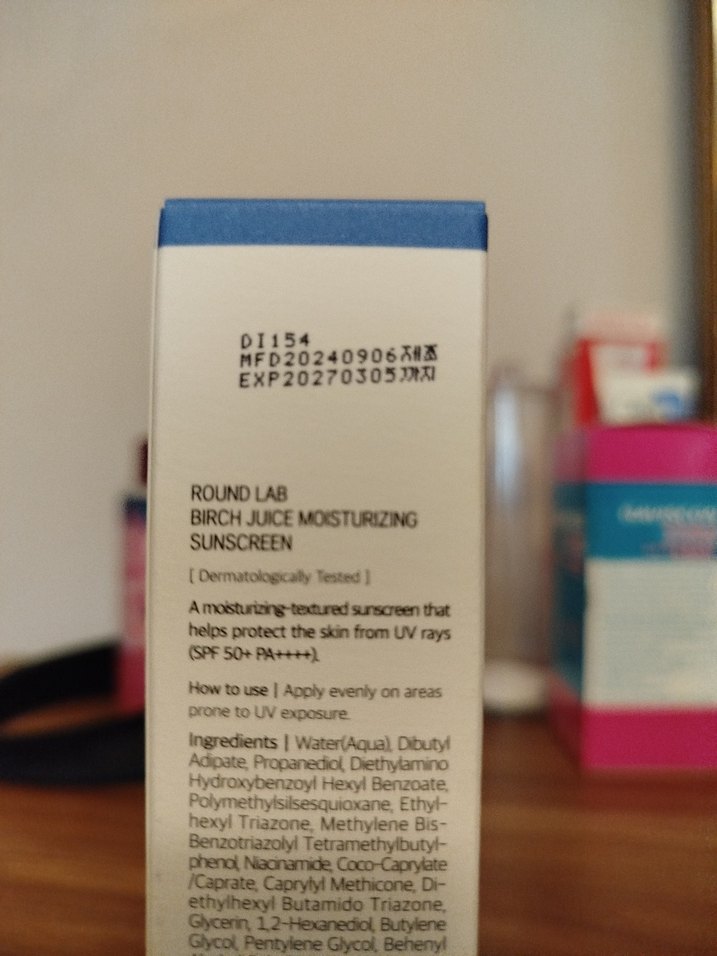 DI154
MFD20240906제조
EXP20270305까지
ROUND LAB
BIRCH JUICE MOISTURIZING
SUNSCREEN
[ Dermatologically Tested ]
A moisturizing-textured sunscreen that
helps protect the skin from UV rays
(SPF 50+ PA++++).
How to use | Apply evenly on areas
prone to UV exposure.
Ingredients | Water(Aqua), Dibutyl
Adipate, Propanediol, Diethylamino
Hydroxybenzoyl Hexyl Benzoate,
Polymethylsilsesquioxane, Ethyl-
hexyl Triazone, Methylene Bis-
Benzotriazolyl Tetramethylbutyl-
phenol, Niacinamide, Coco-Caprylate
/Caprate, Caprylyl Methicone, Di-
ethylhexyl Butamido Triazone,
Glycerin, 1,2-Hexanediol, Butylene
Glycol, Pentylene Glycol, Behenyl